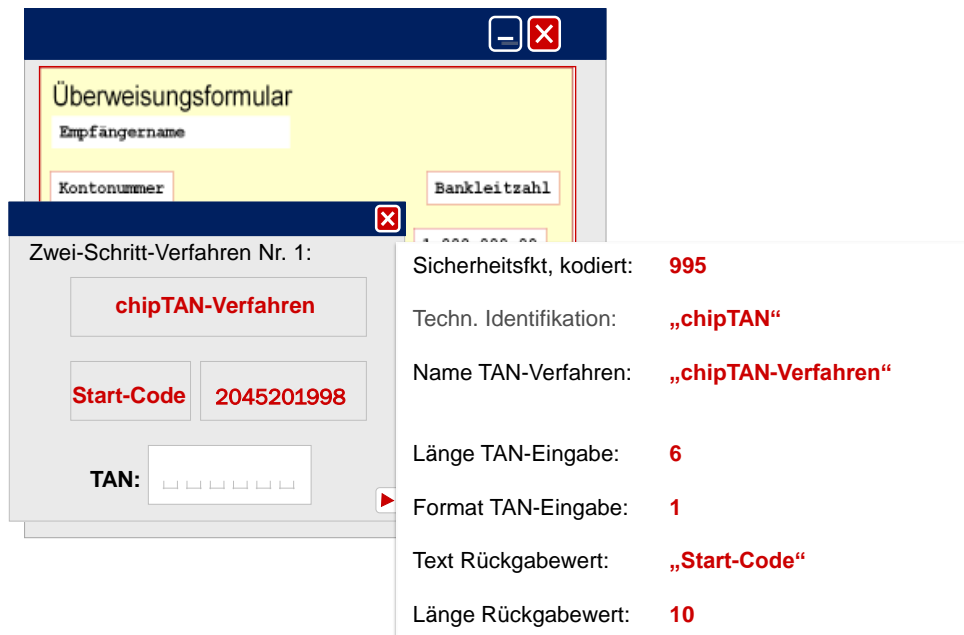 Überweisungsformular
Empfängername
Kontonummer
Bankleitzahl
Zwei-Schritt-Verfahren Nr. 1:
chipTAN-Verfahren
Start-Code 2045201998
TAN:
Sicherheitsfkt, kodiert: 995
Techn. Identifikation: „chipTAN“
Name TAN-Verfahren: „chipTAN-Verfahren“
Länge TAN-Eingabe: 6
Format TAN-Eingabe: 1
Text Rückgabewert: „Start-Code“
Länge Rückgabewert: 10